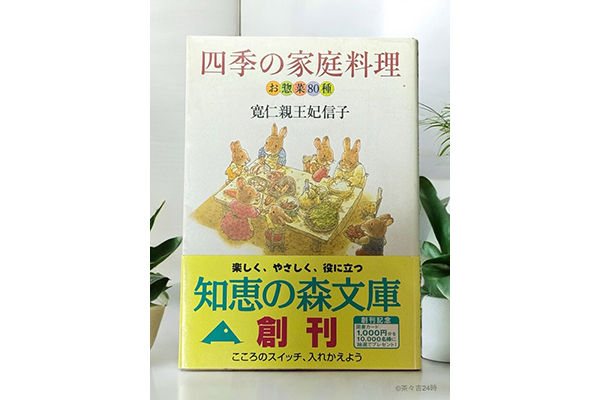 四季の家庭料理
お惣菜80種
寛仁親王妃信子
楽しく、やさしく、役に立つ
知恵の森文庫
創刊
創刊記念
図書カード
1,000円分を
10,000名様に
抽選でプレゼント!
こころのスイッチ、入れかえよう
©茶々書24時